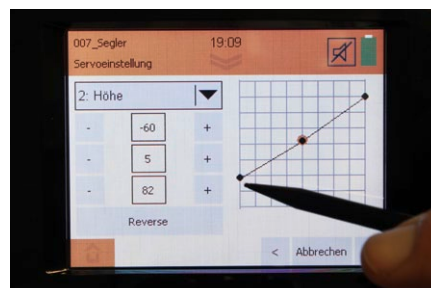 007_Segler 19:09
Servoeinstellung
2: Höhe
- -60 +
- 5 +
- 82 +
Reverse
< Abbrechen